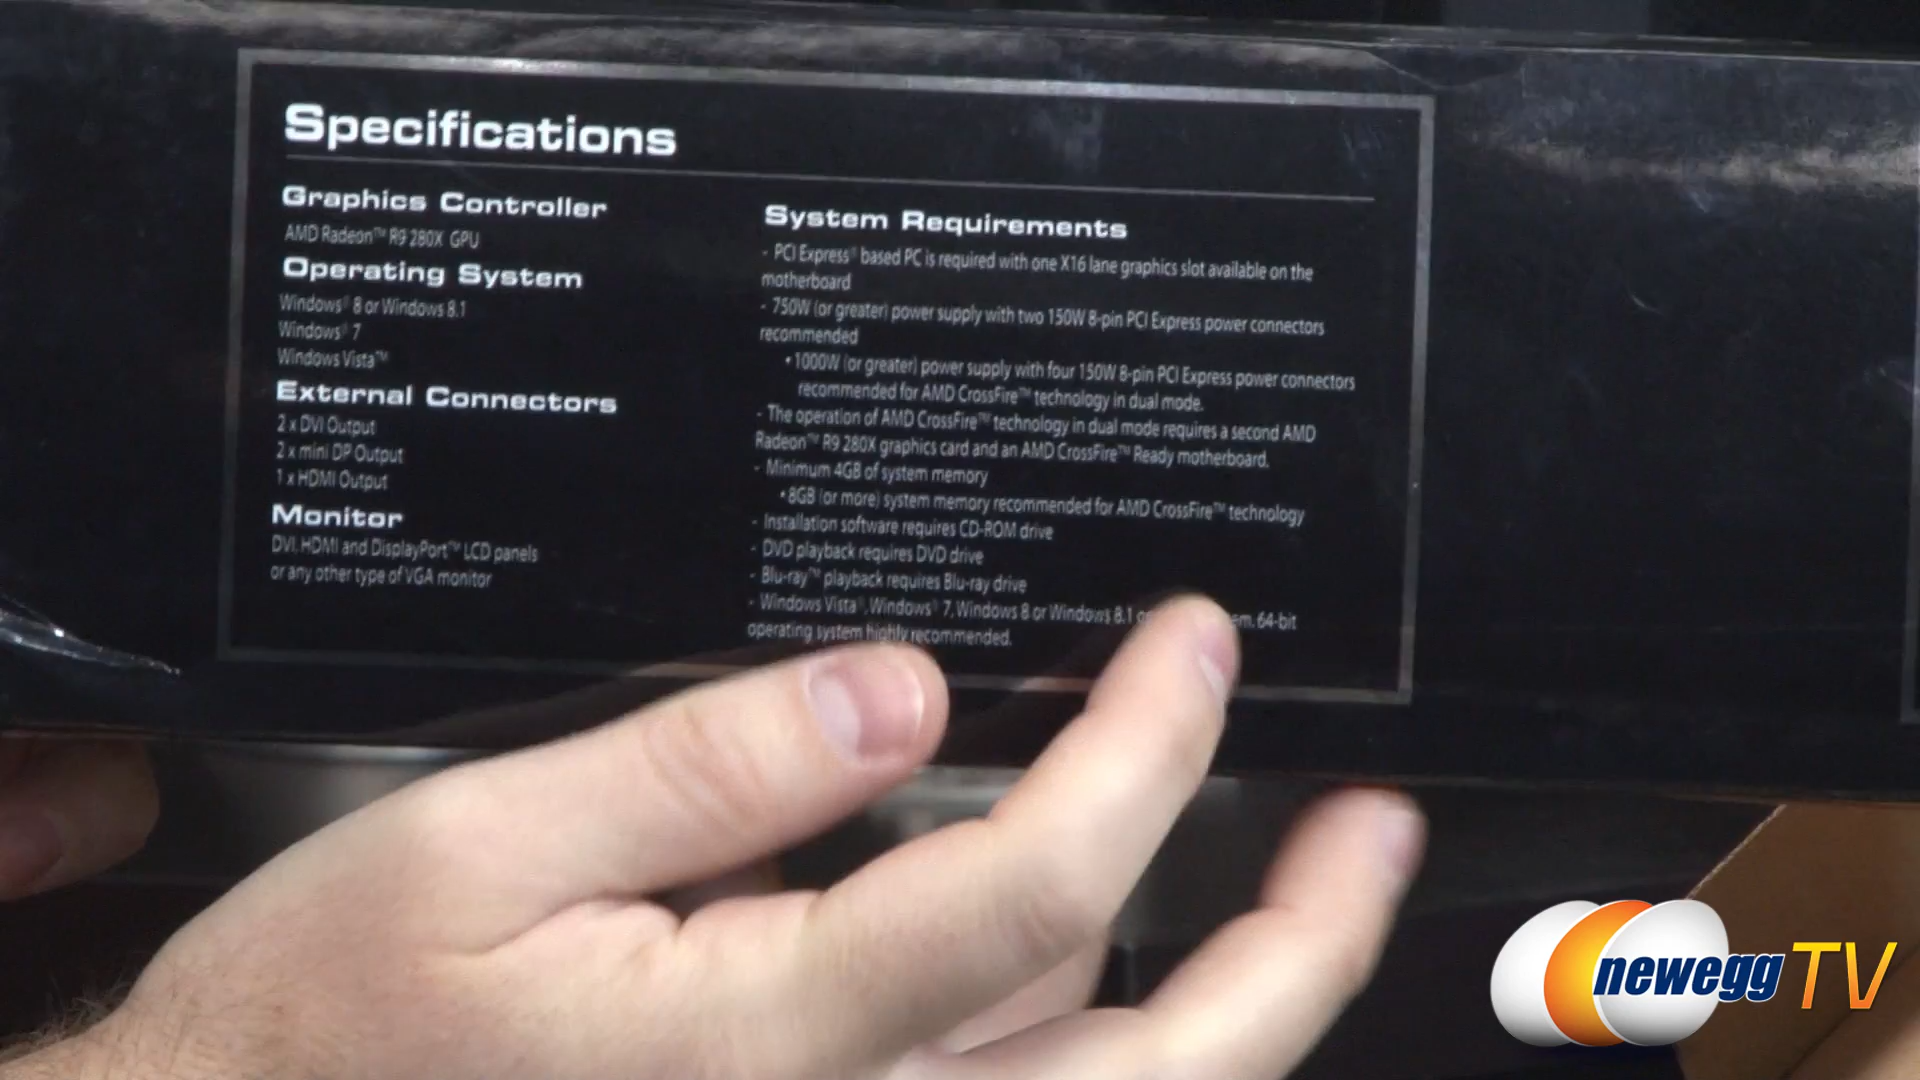 Specifications
Graphics Controller
AMD Radeon™ R9 280X GPU
Operating System
Windows® 8 or Windows 8.1
Windows® 7
Windows Vista™
External Connectors
2 x DVI Output
2 x mini DP Output
1 x HDMI Output
Monitor
DVI, HDMI and DisplayPort™ LCD panels
or any other type of VGA monitor
System Requirements
- PCI Express® based PC is required with one X16 lane graphics slot available on the
motherboard
- 750W (or greater) power supply with two 150W 8-pin PCI Express power connectors
recommended
• 1000W (or greater) power supply with four 150W 8-pin PCI Express power connectors
recommended for AMD CrossFire™ technology in dual mode.
- The operation of AMD CrossFire™ technology in dual mode requires a second AMD
Radeon™ R9 280X graphics card and an AMD CrossFire™ Ready motherboard.
- Minimum 4GB of system memory
• 8GB (or more) system memory recommended for AMD CrossFire™ technology
- Installation software requires CD-ROM drive
- DVD playback requires DVD drive
- Blu-ray™ playback requires Blu-ray drive
- Windows Vista®, Windows® 7, Windows 8 or Windows 8.1 64-bit
operating system highly recommended.
newegg TV